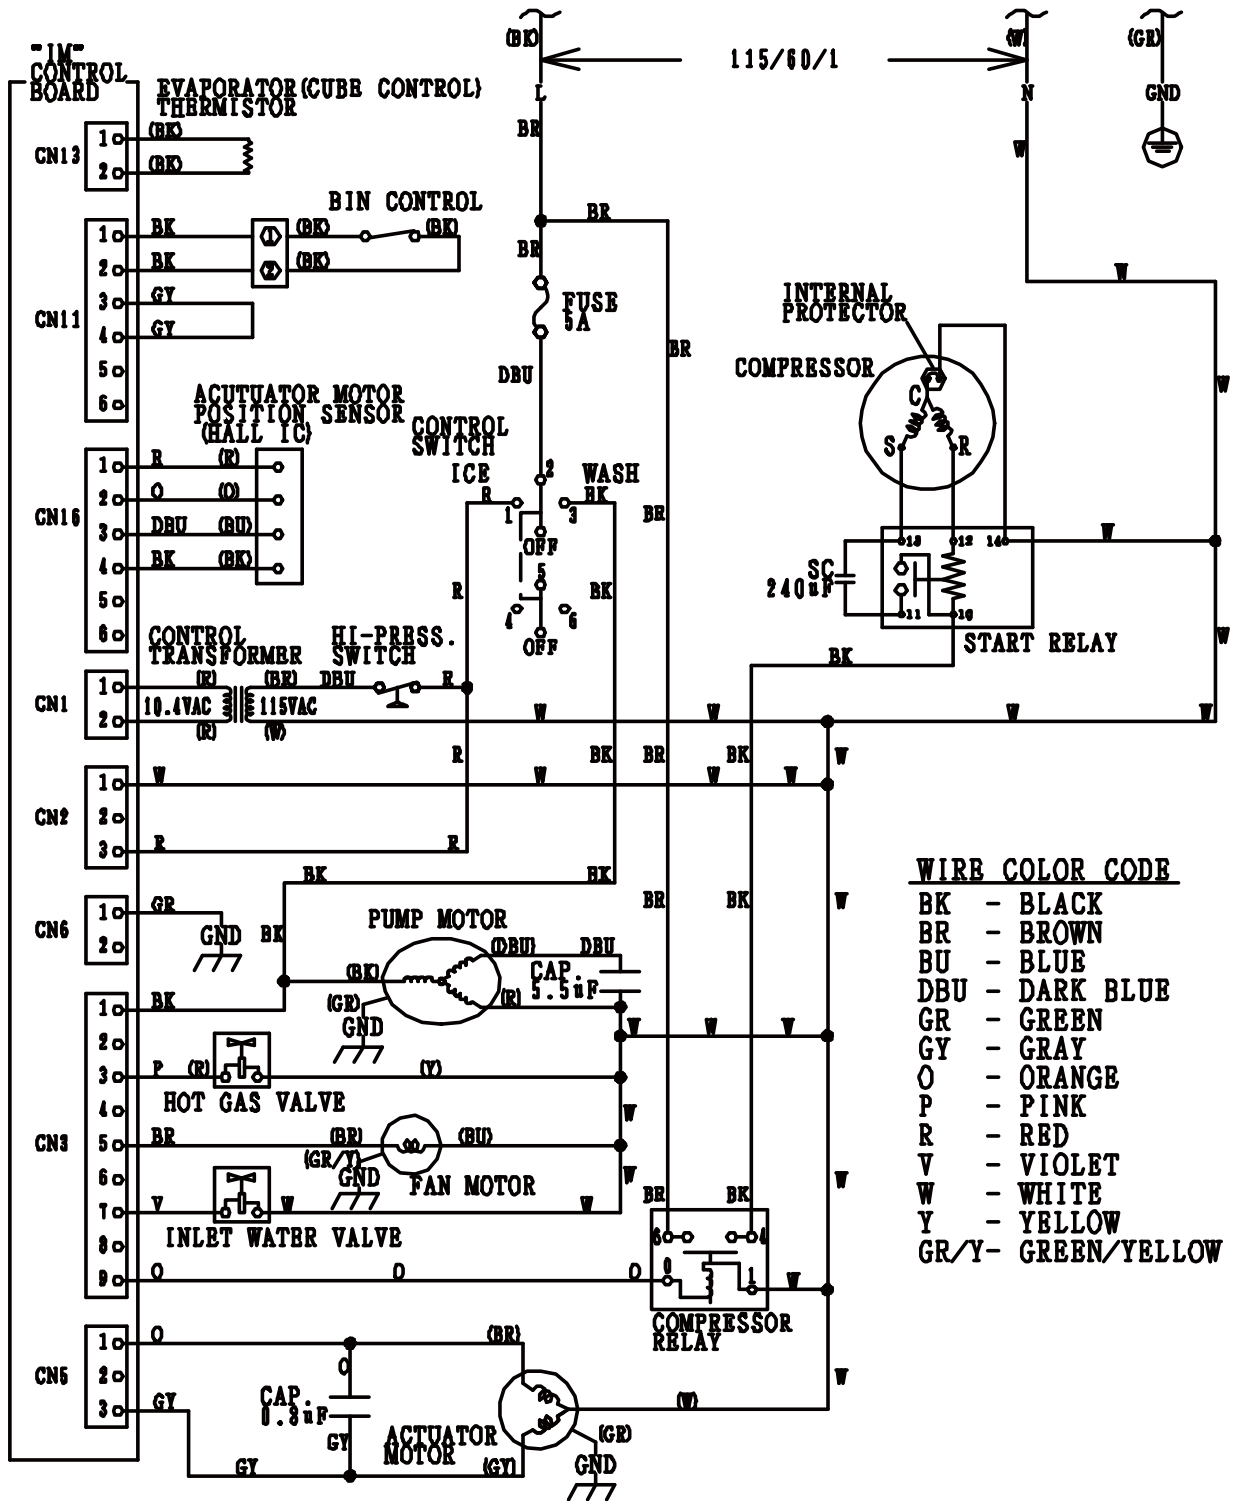 (BK)
(W)
(GR)
115/60/1
L
N
GND
"IM"
CONTROL
BOARD
EVAPORATOR(CUBE CONTROL)
THERMISTOR
BR
W
CN13
1
(BK)
2
(BK)
BIN CONTROL
BR
BR
W
CN11
1
BK
1
(BK)
(BK)
2
BK
2
(BK)
3
GY
4
GY
5
6
FUSE
5A
DBU
BR
INTERNAL
PROTECTOR
COMPRESSOR
C
S
R
W
ACUTUATOR MOTOR
POSITION SENSOR
(HALL IC)
CONTROL
SWITCH
ICE
WASH
2
R
BK
1
3
OFF
5
4
6
OFF
CN16
1
R
(R)
2
O
(O)
3
DBU
(BU)
4
BK
(BK)
5
6
R
BK
BR
13
12
14
W
SC
240uF
11
10
START RELAY
W
BK
CONTROL
TRANSFORMER
HI-PRESS.
SWITCH
CN1
1
(R)
(BR)
DBU
R
10.4VAC
115VAC
2
(R)
(W)
W
W
W
W
R
BK
BR
BK
W
CN2
1
W
W
W
W
2
3
R
R
BK
BK
BR
BK
W
CN6
1
GR
2
GND
BK
PUMP MOTOR
(DBU)
DBU
(BK)
CAP.
5.5uF
(GR)
(R)
GND
W
W
W
CN3
1
BK
2
3
P
(R)
(Y)
HOT GAS VALVE
4
W
5
BR
(BR)
(BU)
(GR/Y)
GND
FAN MOTOR
6
W
7
V
W
W
INLET WATER VALVE
8
9
O
O
O
BR
BK
W
6
4
0
1
W
COMPRESSOR
RELAY
CN5
1
O
(BR)
2
O
W
3
GY
CAP.
0.8uF
GY
(W)
ACTUATOR
MOTOR
(GR)
GND
GY
(GY)
WIRE COLOR CODE
BK - BLACK
BR - BROWN
BU - BLUE
DBU - DARK BLUE
GR - GREEN
GY - GRAY
O - ORANGE
P - PINK
R - RED
V - VIOLET
W - WHITE
Y - YELLOW
GR/Y- GREEN/YELLOW